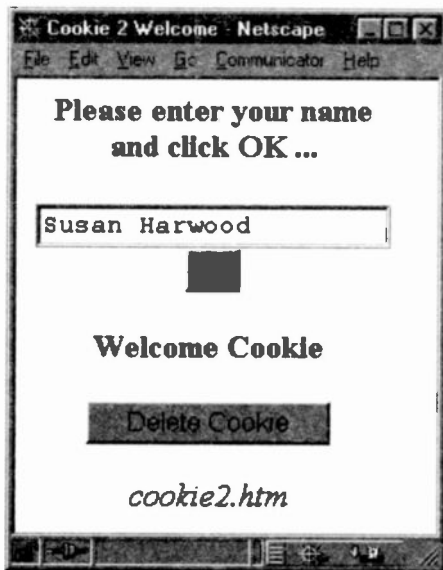 Cookie 2 Welcome - Netscape
File Edit View Go Communicator Help
Please enter your name
and click OK ...
Susan Harwood
Welcome Cookie
Delete Cookie
cookie2.htm